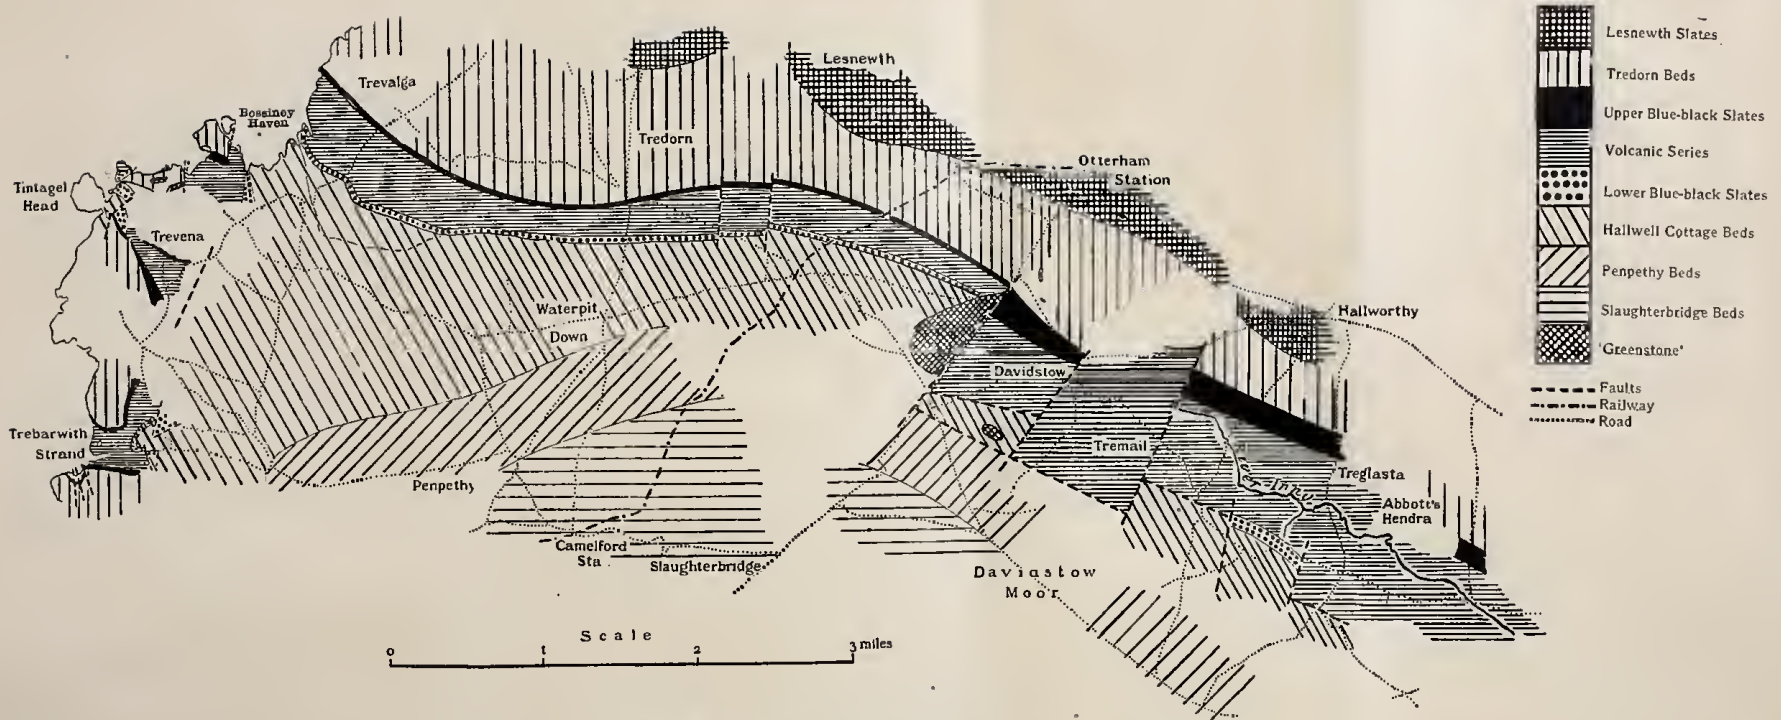 Lesnewth Slates
Tredorn Beds
Upper Blue-black Slates
Volcanic Series
Lower Blue-black Slates
Hallwell Cottage Beds
Penpethy Beds
Slaughterbridge Beds
'Greenstone'
Faults
Railway
Road
Trevalga
Lesnewth
Bossiney
Haven
Tredorn
Otterham
Station
Tintagel
Head
Trevena
Waterpit
Down
Hallworthy
Davidstow
Trebarwith
Strand
Tremail
Penpethy
Treglasta
Abbott's
Hendra
Camelford
Sta
Slaughterbridge
Davidstow
Moor
Scale
0 1 2 3 miles